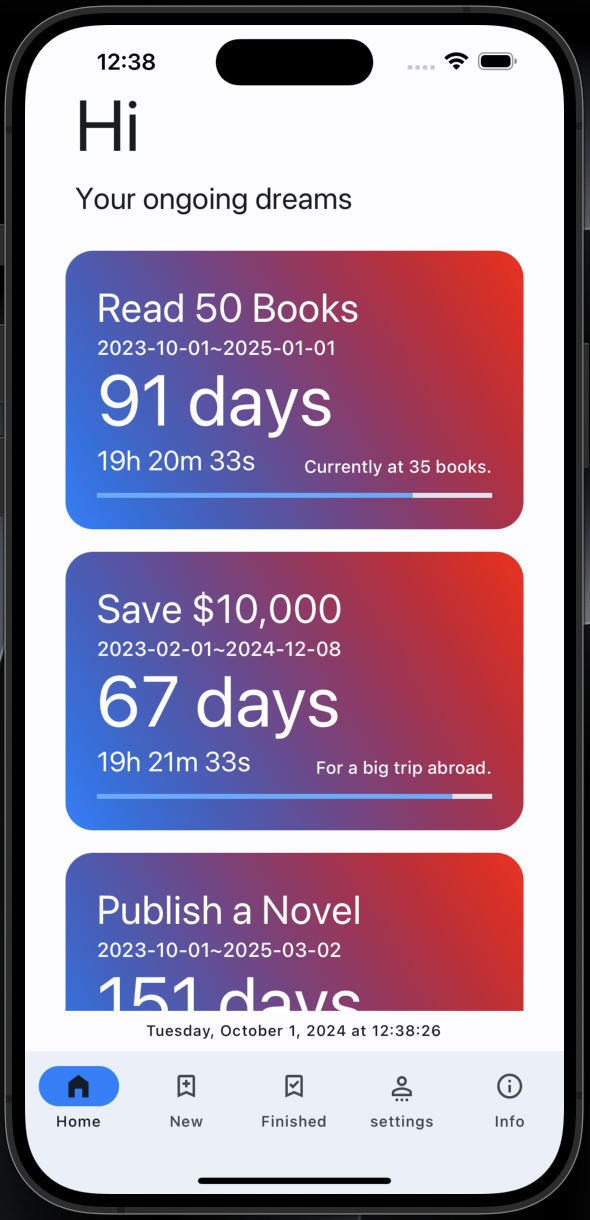 12:38
Hi
Your ongoing dreams
Read 50 Books
2023-10-01~2025-01-01
91 days
19h 20m 33s
Currently at 35 books.
Save $10,000
2023-02-01~2024-12-08
67 days
19h 21m 33s
For a big trip abroad.
Publish a Novel
2023-10-01~2025-03-02
151 days
Tuesday, October 1, 2024 at 12:38:26
Home
New
Finished
settings
Info